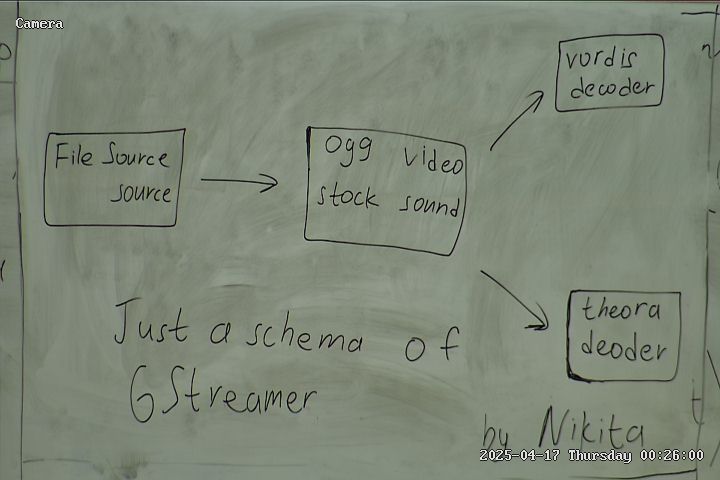 Camera
vordis
decoder
File Source
source
ogg video
stock sound
theora
deoder
Just a schema of
GStreamer
by Nikita
2025-04-17 Thursday 00:26:00